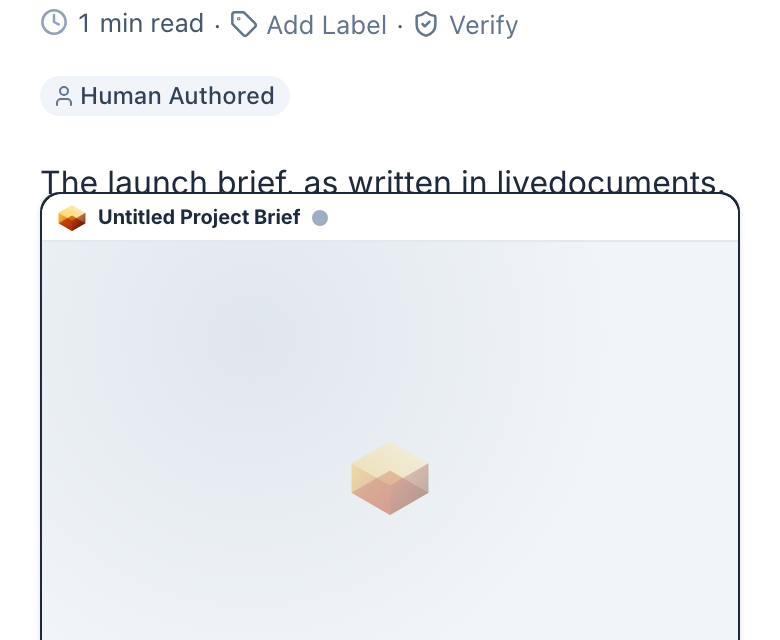 1 min read · Add Label · Verify
Human Authored
The launch brief, as written in livedocuments.
Untitled Project Brief